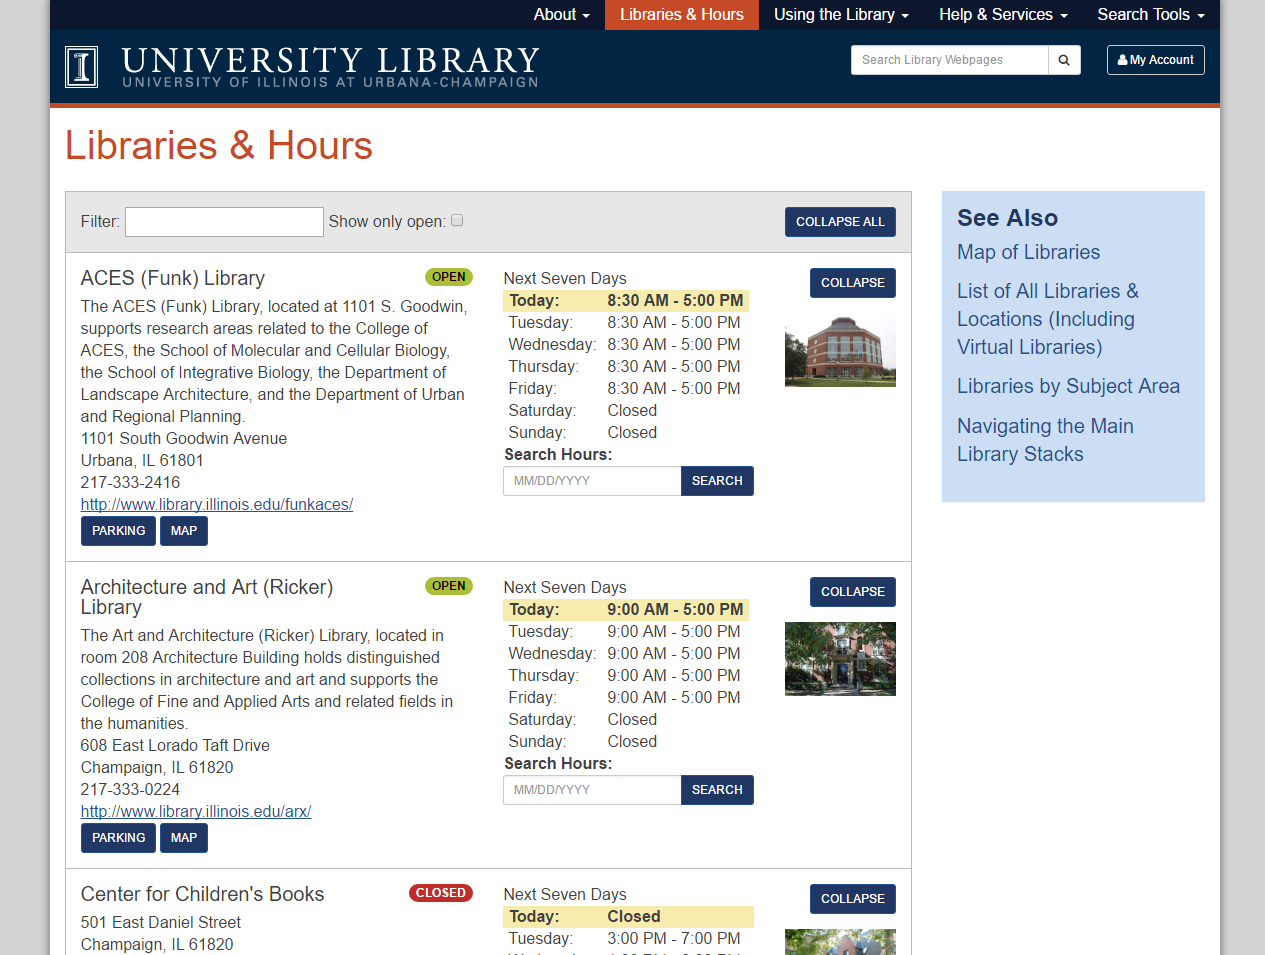 About
Libraries & Hours
Using the Library
Help & Services
Search Tools
I
UNIVERSITY LIBRARY
UNIVERSITY OF ILLINOIS AT URBANA-CHAMPAIGN
Search Library Webpages
My Account
Libraries & Hours
Filter:
Show only open:
COLLAPSE ALL
ACES (Funk) Library
OPEN
The ACES (Funk) Library, located at 1101 S. Goodwin,
supports research areas related to the College of
ACES, the School of Molecular and Cellular Biology,
the School of Integrative Biology, the Department of
Landscape Architecture, and the Department of Urban
and Regional Planning.
1101 South Goodwin Avenue
Urbana, IL 61801
217-333-2416
http://www.library.illinois.edu/funkaces/
PARKING
MAP
Next Seven Days
Today: 8:30 AM - 5:00 PM
Tuesday: 8:30 AM - 5:00 PM
Wednesday: 8:30 AM - 5:00 PM
Thursday: 8:30 AM - 5:00 PM
Friday: 8:30 AM - 5:00 PM
Saturday: Closed
Sunday: Closed
Search Hours:
MM/DD/YYYY
SEARCH
COLLAPSE
Architecture and Art (Ricker)
Library
OPEN
The Art and Architecture (Ricker) Library, located in
room 208 Architecture Building holds distinguished
collections in architecture and art and supports the
College of Fine and Applied Arts and related fields in
the humanities.
608 East Lorado Taft Drive
Champaign, IL 61820
217-333-0224
http://www.library.illinois.edu/arx/
PARKING
MAP
Next Seven Days
Today: 9:00 AM - 5:00 PM
Tuesday: 9:00 AM - 5:00 PM
Wednesday: 9:00 AM - 5:00 PM
Thursday: 9:00 AM - 5:00 PM
Friday: 9:00 AM - 5:00 PM
Saturday: Closed
Sunday: Closed
Search Hours:
MM/DD/YYYY
SEARCH
COLLAPSE
Center for Children's Books
CLOSED
501 East Daniel Street
Champaign, IL 61820
Next Seven Days
Today: Closed
Tuesday: 3:00 PM - 7:00 PM
COLLAPSE
See Also
Map of Libraries
List of All Libraries &
Locations (Including
Virtual Libraries)
Libraries by Subject Area
Navigating the Main
Library Stacks